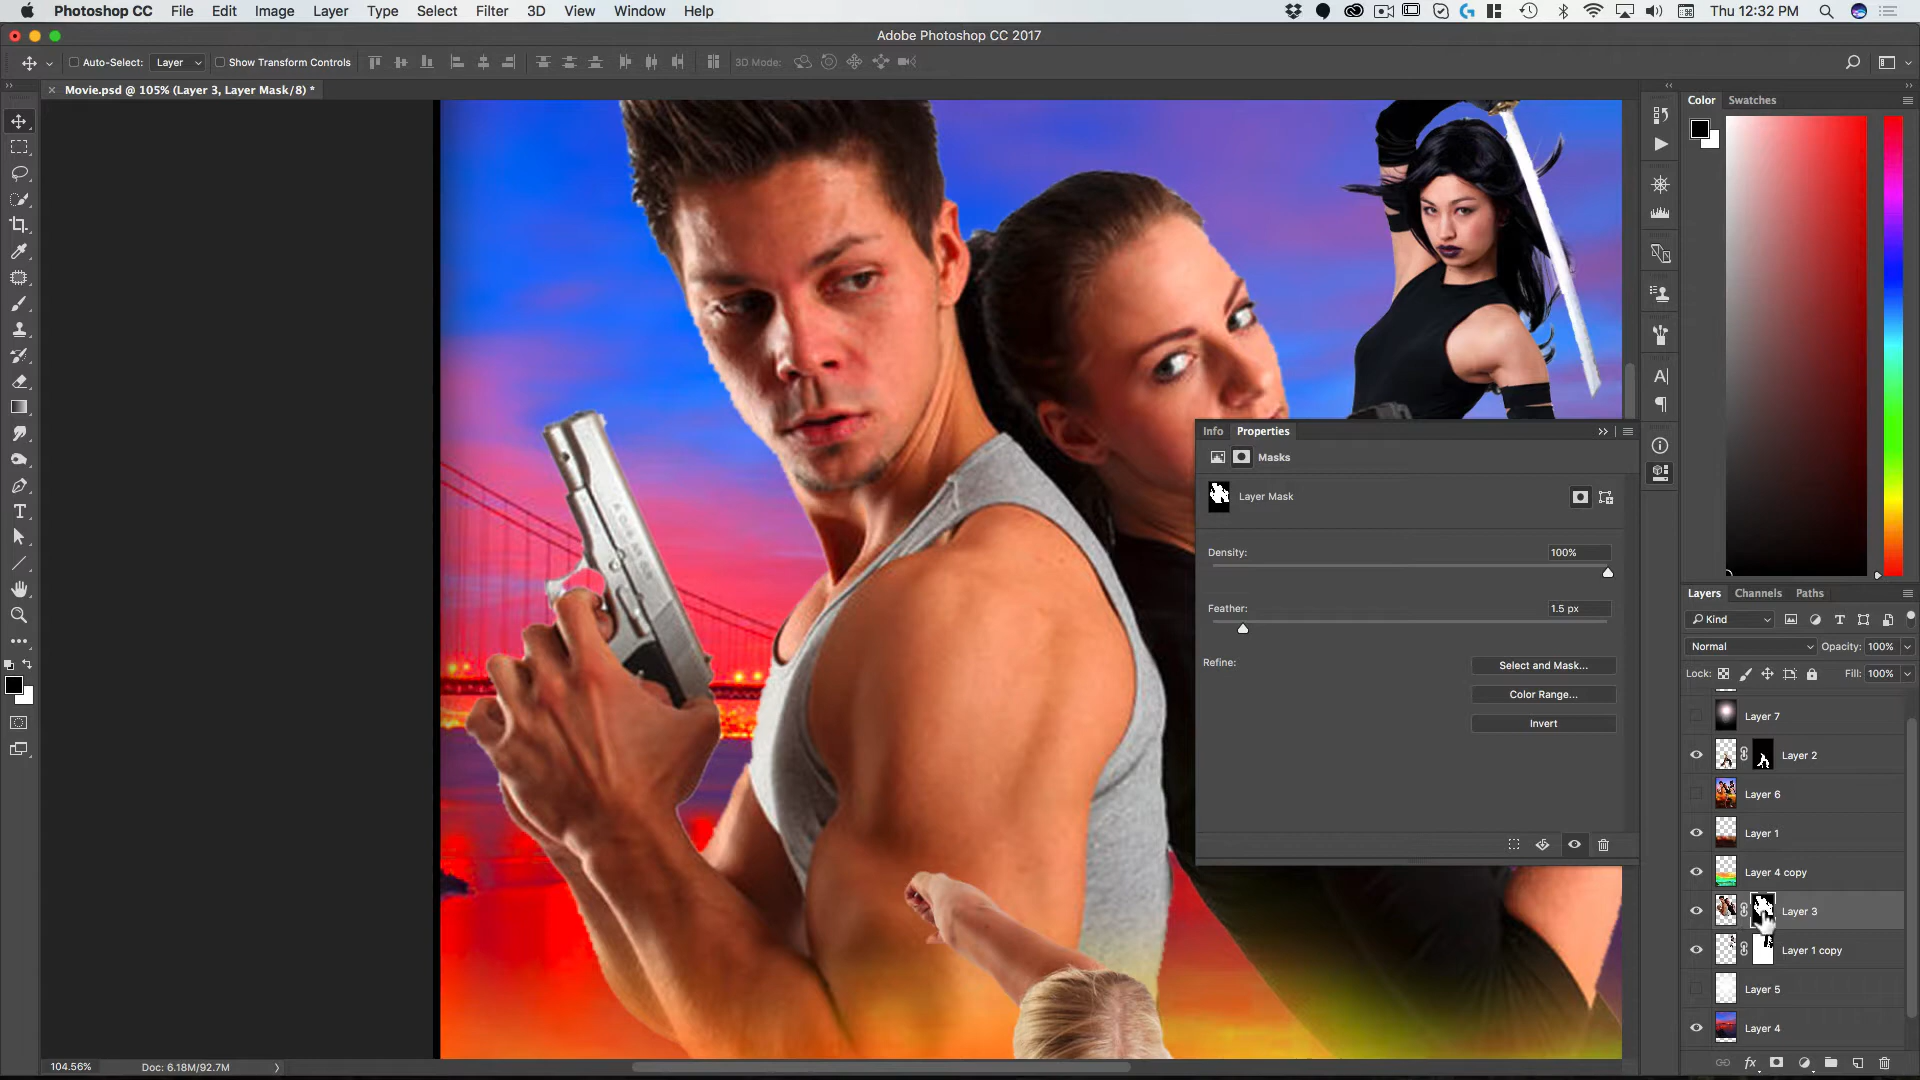 Photoshop CC File Edit Image Layer Type Select Filter 3D View Window Help Thu 12:32 PM
Adobe Photoshop CC 2017
Auto-Select: Layer Show Transform Controls 3D Mode:
× Movie.psd @ 105% (Layer 3, Layer Mask/8) *
Color Swatches
Info Properties
Masks
Layer Mask
Density: 100%
Feather: 1.5 px
Refine: Select and Mask...
Color Range...
Invert
Layers Channels Paths
Kind
Normal Opacity: 100%
Lock: Fill: 100%
Layer 7
Layer 2
Layer 6
Layer 1
Layer 4 copy
Layer 3
Layer 1 copy
Layer 5
Layer 4
104.56% Doc: 6.18M/92.7M